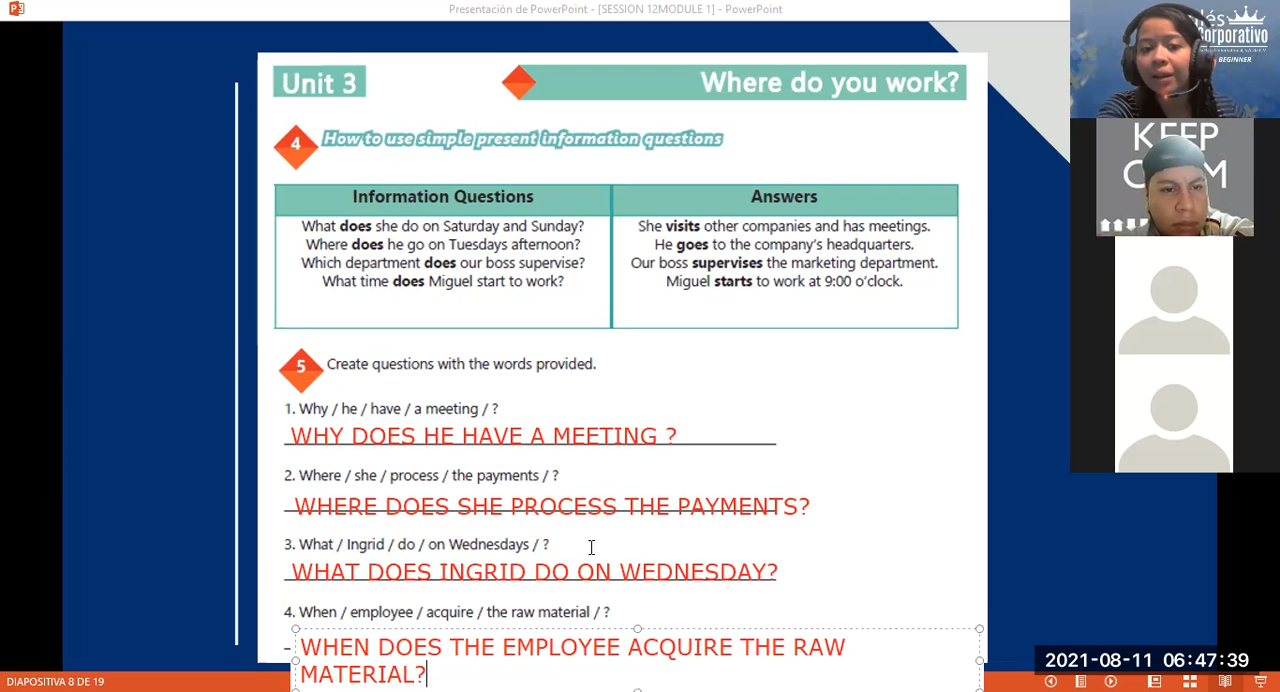 Presentación de PowerPoint - [SESSION 12MODULE 1] - PowerPoint
lés
Corporativo
BEGINNER
Unit 3
Where do you work?
KEEP
4
How to use simple present information questions
Information Questions
Answers
What does she do on Saturday and Sunday?
She visits other companies and has meetings.
Where does he go on Tuesdays afternoon?
He goes to the company's headquarters.
Which department does our boss supervise?
Our boss supervises the marketing department.
What time does Miguel start to work?
Miguel starts to work at 9:00 o'clock.
5
Create questions with the words provided.
1. Why / he / have / a meeting / ?
WHY DOES HE HAVE A MEETING ?
2. Where / she / process / the payments / ?
WHERE DOES SHE PROCESS THE PAYMENTS?
3. What / Ingrid / do / on Wednesdays / ?
WHAT DOES INGRID DO ON WEDNESDAY?
4. When / employee / acquire / the raw material / ?
WHEN DOES THE EMPLOYEE ACQUIRE THE RAW
MATERIAL?
2021-08-11 06:47:39
DIAPOSITIVA 8 DE 19